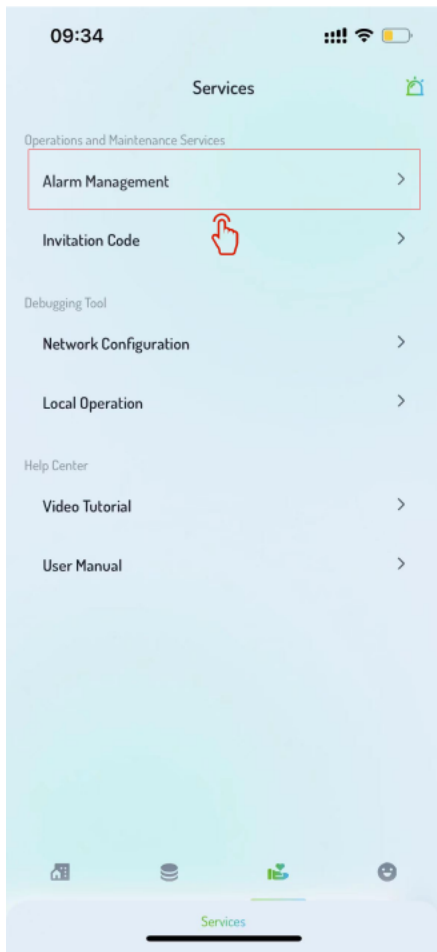 09:34
Services
Operations and Maintenance Services
Alarm Management
Invitation Code
Debugging Tool
Network Configuration
Local Operation
Help Center
Video Tutorial
User Manual
Services